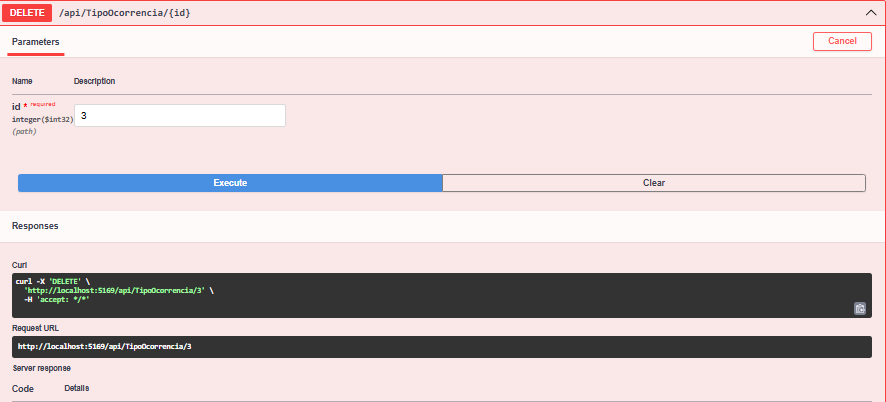 DELETE /api/TipoOcorrencia/{id}
Parameters
Cancel
Name Description
id * required
integer($int32)
(path)
3
Execute
Clear
Responses
Curl
curl -X 'DELETE' \
'http://localhost:5169/api/TipoOcorrencia/3' \
-H 'accept: */*'
Request URL
http://localhost:5169/api/TipoOcorrencia/3
Server response
Code Details